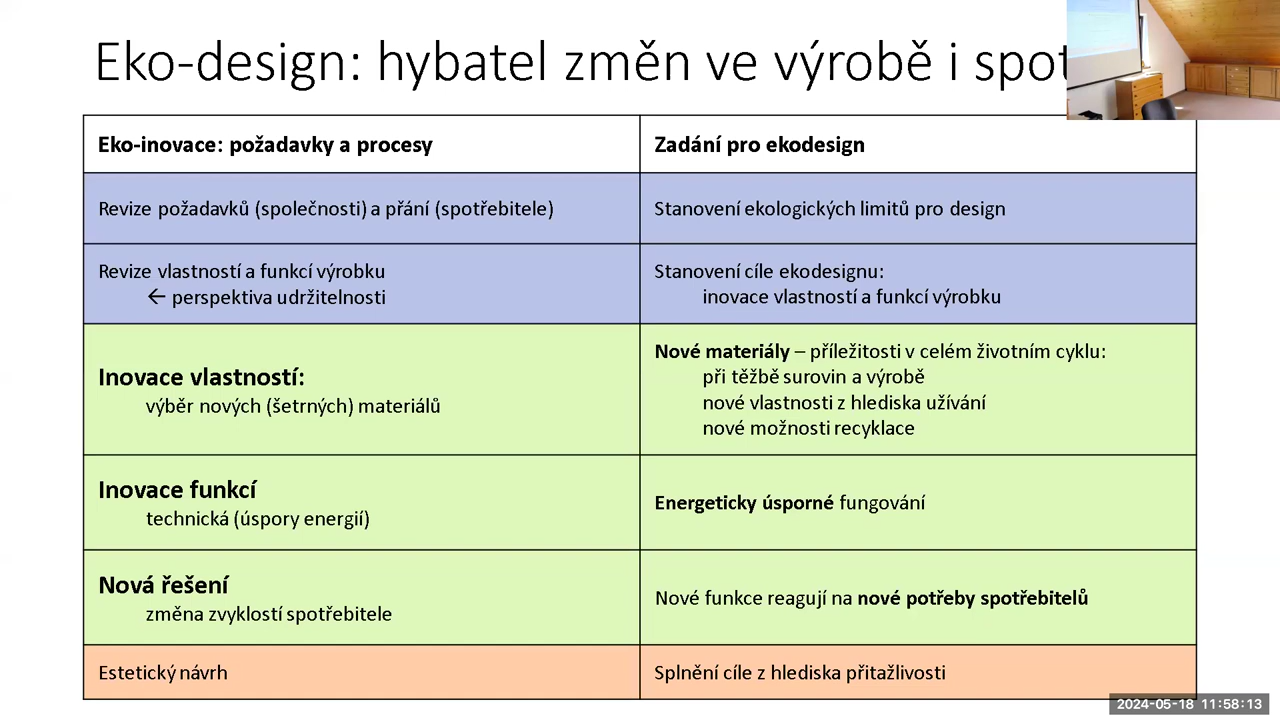 Eko-design: hybatel změn ve výrobě i
Eko-inovace: požadavky a procesy
Zadání pro ekodesign
Revize požadavků (společnosti) a přání (spotřebitele)
Stanovení ekologických limitů pro design
Revize vlastností a funkcí výrobku
← perspektiva udržitelnosti
Stanovení cíle ekodesignu:
inovace vlastností a funkcí výrobku
Inovace vlastností:
výběr nových (šetrných) materiálů
Nové materiály – příležitosti v celém životním cyklu:
při těžbě surovin a výrobě
nové vlastnosti z hlediska užívání
nové možnosti recyklace
Inovace funkcí
technická (úspory energií)
Energeticky úsporné fungování
Nová řešení
změna zvyklostí spotřebitele
Nové funkce reagují na nové potřeby spotřebitelů
Estetický návrh
Splnění cíle z hlediska přitažlivosti
2024-05-18 11:58:13